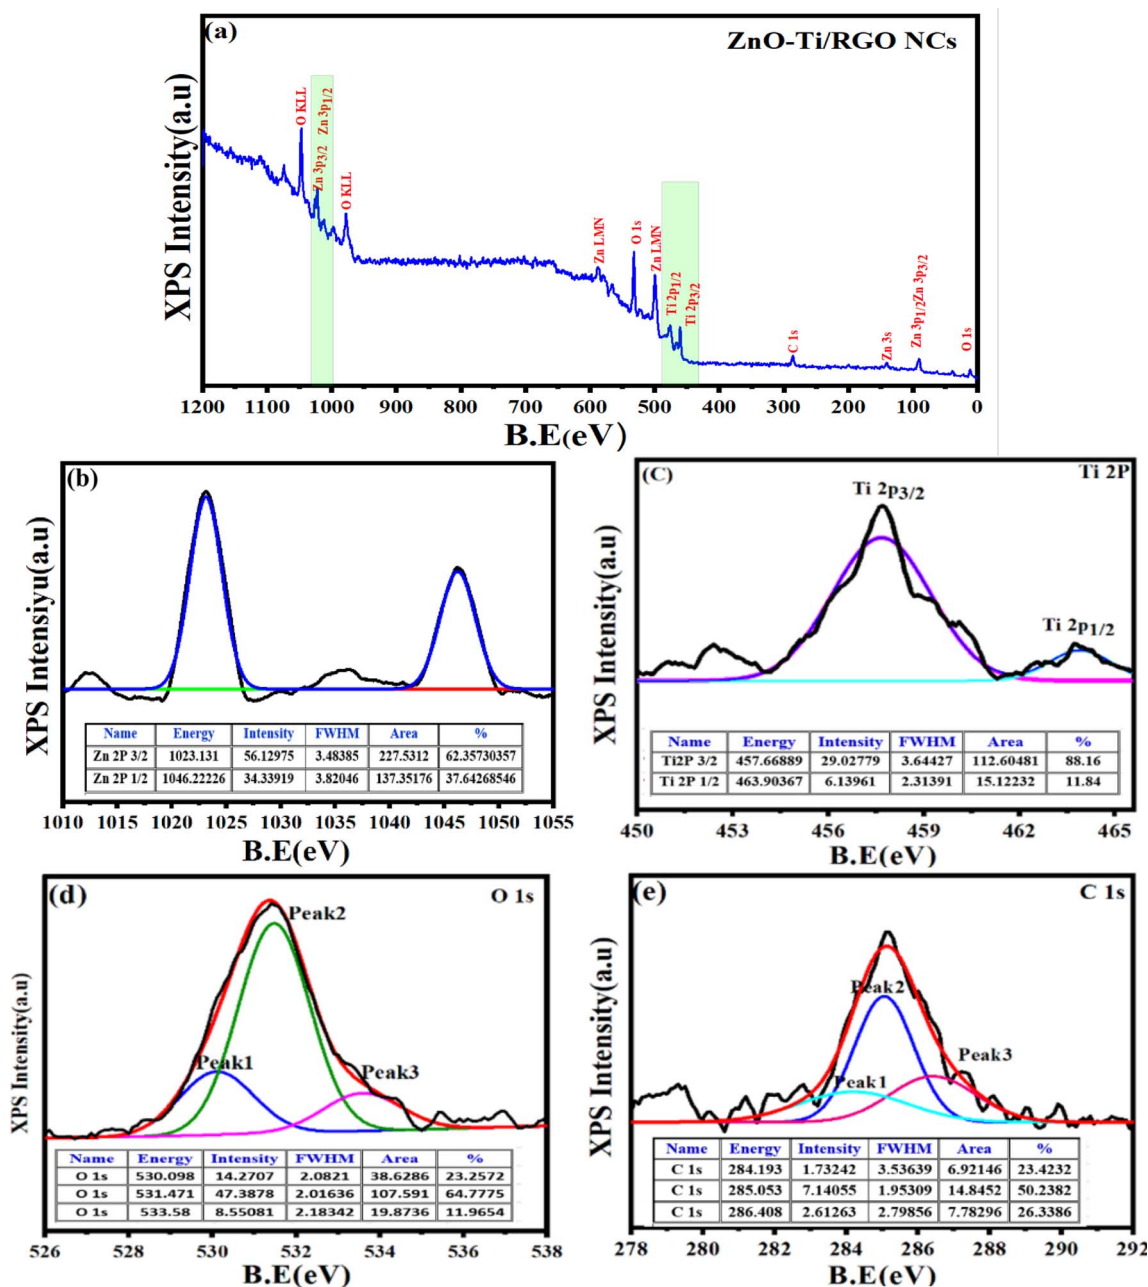 (a)
ZnO-Ti/RGO NCs
XPS Intensity(a.u)
O KLL
Zn 3p3/2
Zn 3p1/2
O KLL
Zn LMN
O 1s
Zn LMN
Ti 2p1/2
Ti 2p3/2
C 1s
Zn 3s
Zn 3p1/2
Zn 3p3/2
O 1s
1200 1100 1000 900 800 700 600 500 400 300 200 100 0
B.E(eV)
(b)
XPS Intensiyu(a.u)
Name Energy Intensity FWHM Area %
Zn 2P 3/2 1023.131 56.12975 3.48385 227.5312 62.35730357
Zn 2P 1/2 1046.22226 34.33919 3.82046 137.35176 37.64268546
1010 1015 1020 1025 1030 1035 1040 1045 1050 1055
B.E(eV)
(C)
Ti 2P
XPS Intensity(a.u)
Ti 2p3/2
Ti 2p1/2
Name Energy Intensity FWHM Area %
Ti2P 3/2 457.66889 29.02779 3.64427 112.60481 88.16
Ti 2P 1/2 463.90367 6.13961 2.31391 15.12232 11.84
450 453 456 459 462 465
B.E(eV)
(d)
O 1s
XPS Intensity(a.u)
Peak2
Peak1
Peak3
Name Energy Intensity FWHM Area %
O 1s 530.098 14.2707 2.0821 38.6286 23.2572
O 1s 531.471 47.3878 2.01636 107.591 64.7775
O 1s 533.58 8.55081 2.18342 19.8736 11.9654
526 528 530 532 534 536 538
B.E(eV)
(e)
C 1s
XPS Intensity(a.u)
Peak2
Peak1
Peak3
Name Energy Intensity FWHM Area %
C 1s 284.193 1.73242 3.53639 6.92146 23.4232
C 1s 285.053 7.14055 1.95309 14.8452 50.2382
C 1s 286.408 2.61263 2.79856 7.78296 26.3386
278 280 282 284 286 288 290 292
B.E(eV)